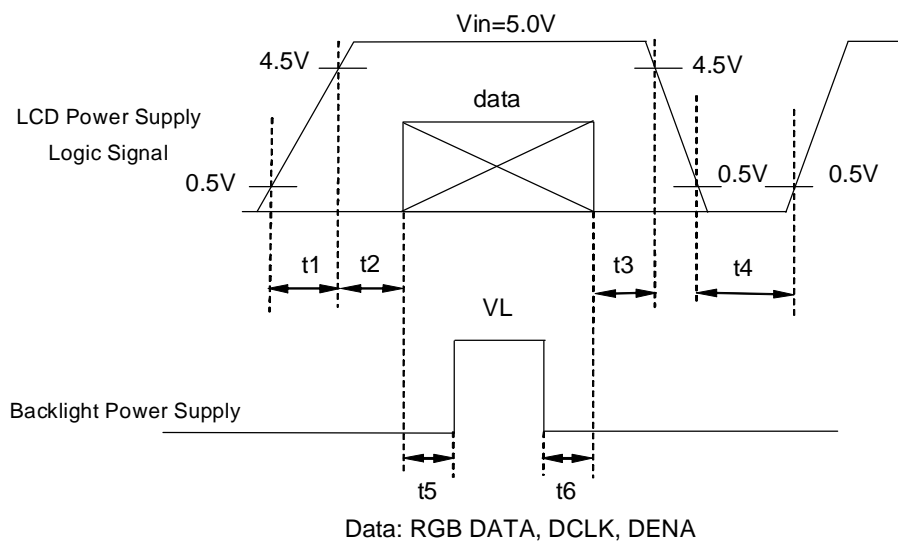 Vin=5.0V
4.5V
4.5V
data
LCD Power Supply
Logic Signal
0.5V
0.5V
0.5V
t1
t2
t3
t4
VL
Backlight Power Supply
t5
t6
Data: RGB DATA, DCLK, DENA